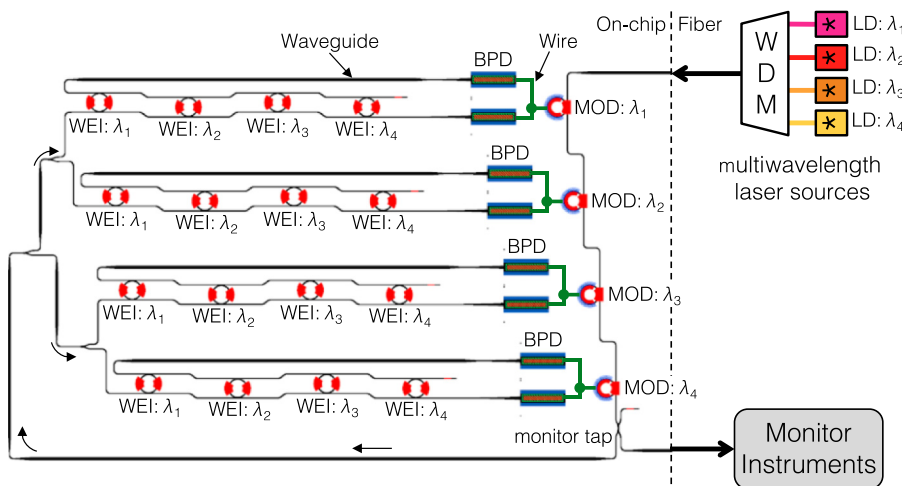 Waveguide
BPD
Wire
On-chip
Fiber
WDM
LD: λ1
LD: λ2
LD: λ3
LD: λ4
multiwavelength
laser sources
WEI: λ1
WEI: λ2
WEI: λ3
WEI: λ4
MOD: λ1
BPD
WEI: λ1
WEI: λ2
WEI: λ3
WEI: λ4
MOD: λ2
BPD
WEI: λ1
WEI: λ2
WEI: λ3
WEI: λ4
MOD: λ3
BPD
WEI: λ1
WEI: λ2
WEI: λ3
WEI: λ4
MOD: λ4
monitor tap
Monitor
Instruments